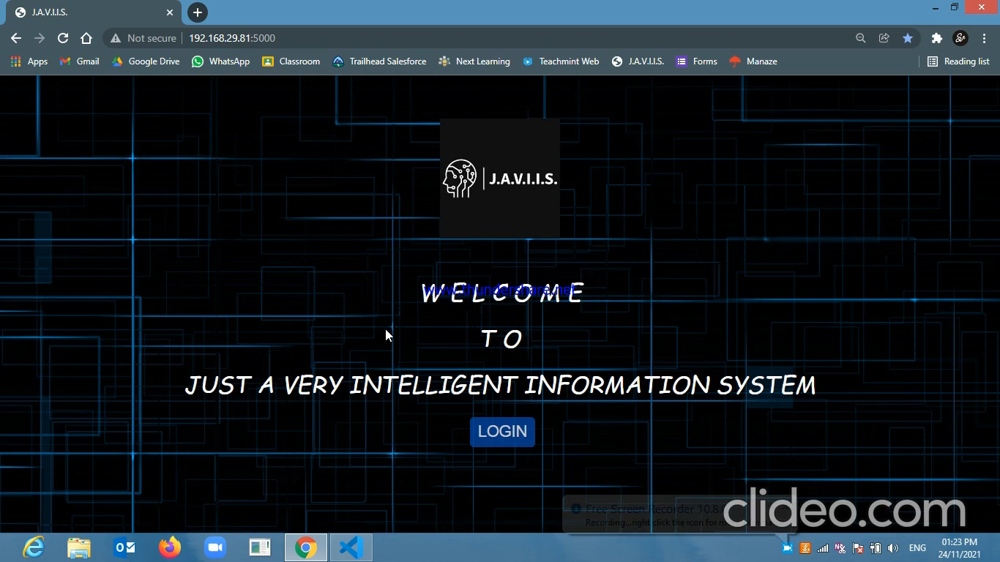 J.A.V.I.I.S.
Not secure 192.168.29.81:5000
Apps Gmail Google Drive WhatsApp Classroom Trailhead Salesforce Next Learning Teachmint Web J.A.V.I.I.S. Forms Manaze Reading list
J.A.V.I.I.S.
WELCOME
www.thundershare.net
TO
JUST A VERY INTELLIGENT INFORMATION SYSTEM
LOGIN
Free Screen Recorder 10.8
Recording...right click the icon for
clideo.com
ENG 01:23 PM
24/11/2021